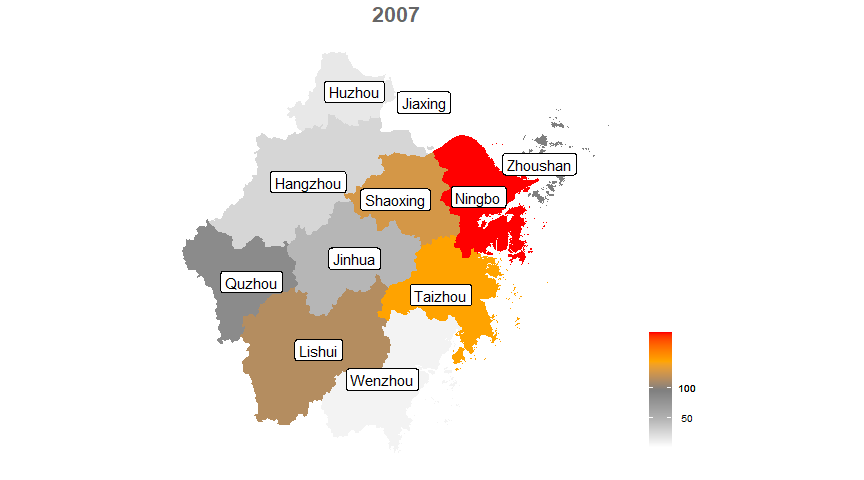 2007
Huzhou
Jiaxing
Zhoushan
Hangzhou
Shaoxing
Ningbo
Jinhua
Quzhou
Taizhou
Lishui
Wenzhou
100
50